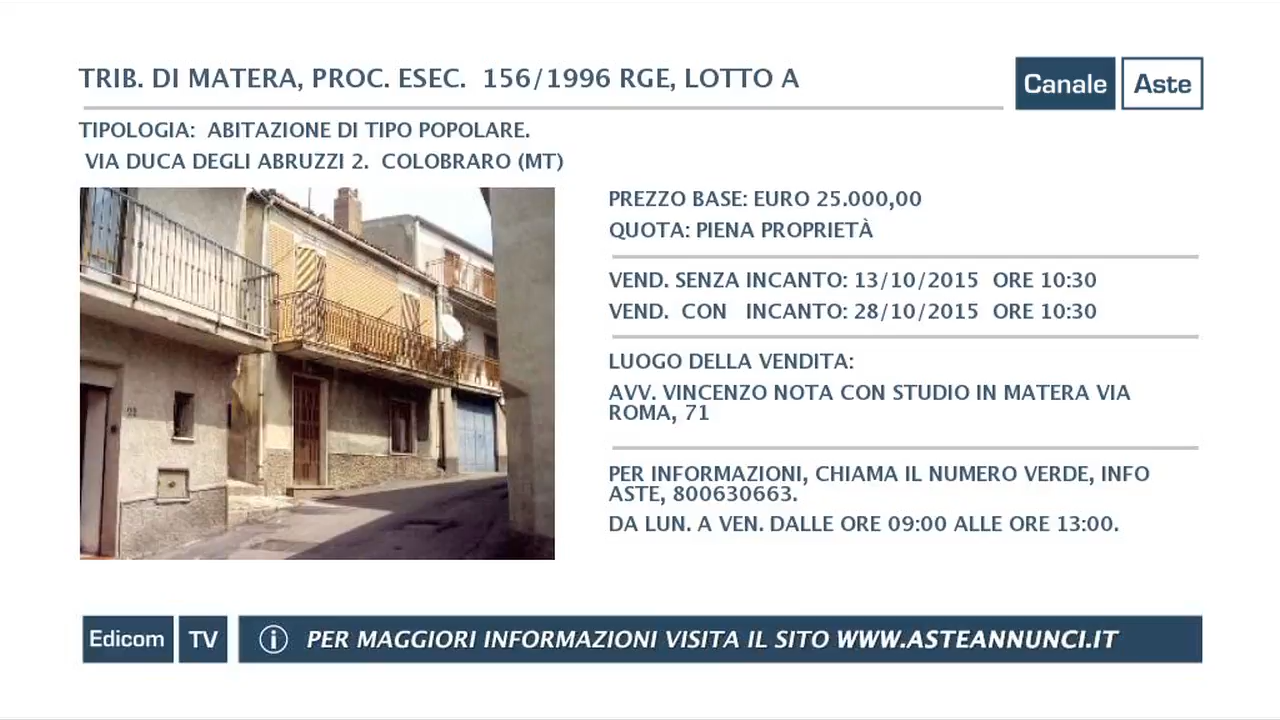 TRIB. DI MATERA, PROC. ESEC. 156/1996 RGE, LOTTO A
Canale Aste
TIPOLOGIA: ABITAZIONE DI TIPO POPOLARE.
VIA DUCA DEGLI ABRUZZI 2. COLOBRARO (MT)
PREZZO BASE: EURO 25.000,00
QUOTA: PIENA PROPRIETÀ
VEND. SENZA INCANTO: 13/10/2015 ORE 10:30
VEND. CON INCANTO: 28/10/2015 ORE 10:30
LUOGO DELLA VENDITA:
AVV. VINCENZO NOTA CON STUDIO IN MATERA VIA
ROMA, 71
PER INFORMAZIONI, CHIAMA IL NUMERO VERDE, INFO
ASTE, 800630663.
DA LUN. A VEN. DALLE ORE 09:00 ALLE ORE 13:00.
Edicom TV
PER MAGGIORI INFORMAZIONI VISITA IL SITO WWW.ASTEANNUNCI.IT